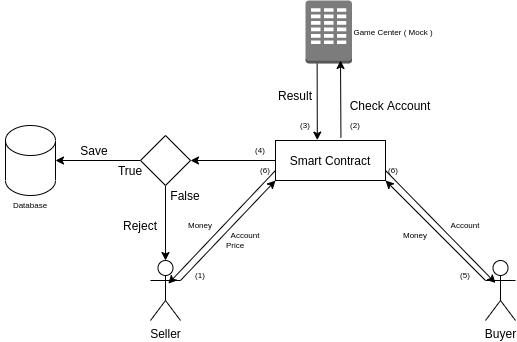 Game Center ( Mock )
Result
Check Account
(3)
(2)
Save
(4)
Smart Contract
True
(6)
(6)
False
Database
Reject
Money
Account
Price
Account
Money
(1)
(5)
Seller
Buyer